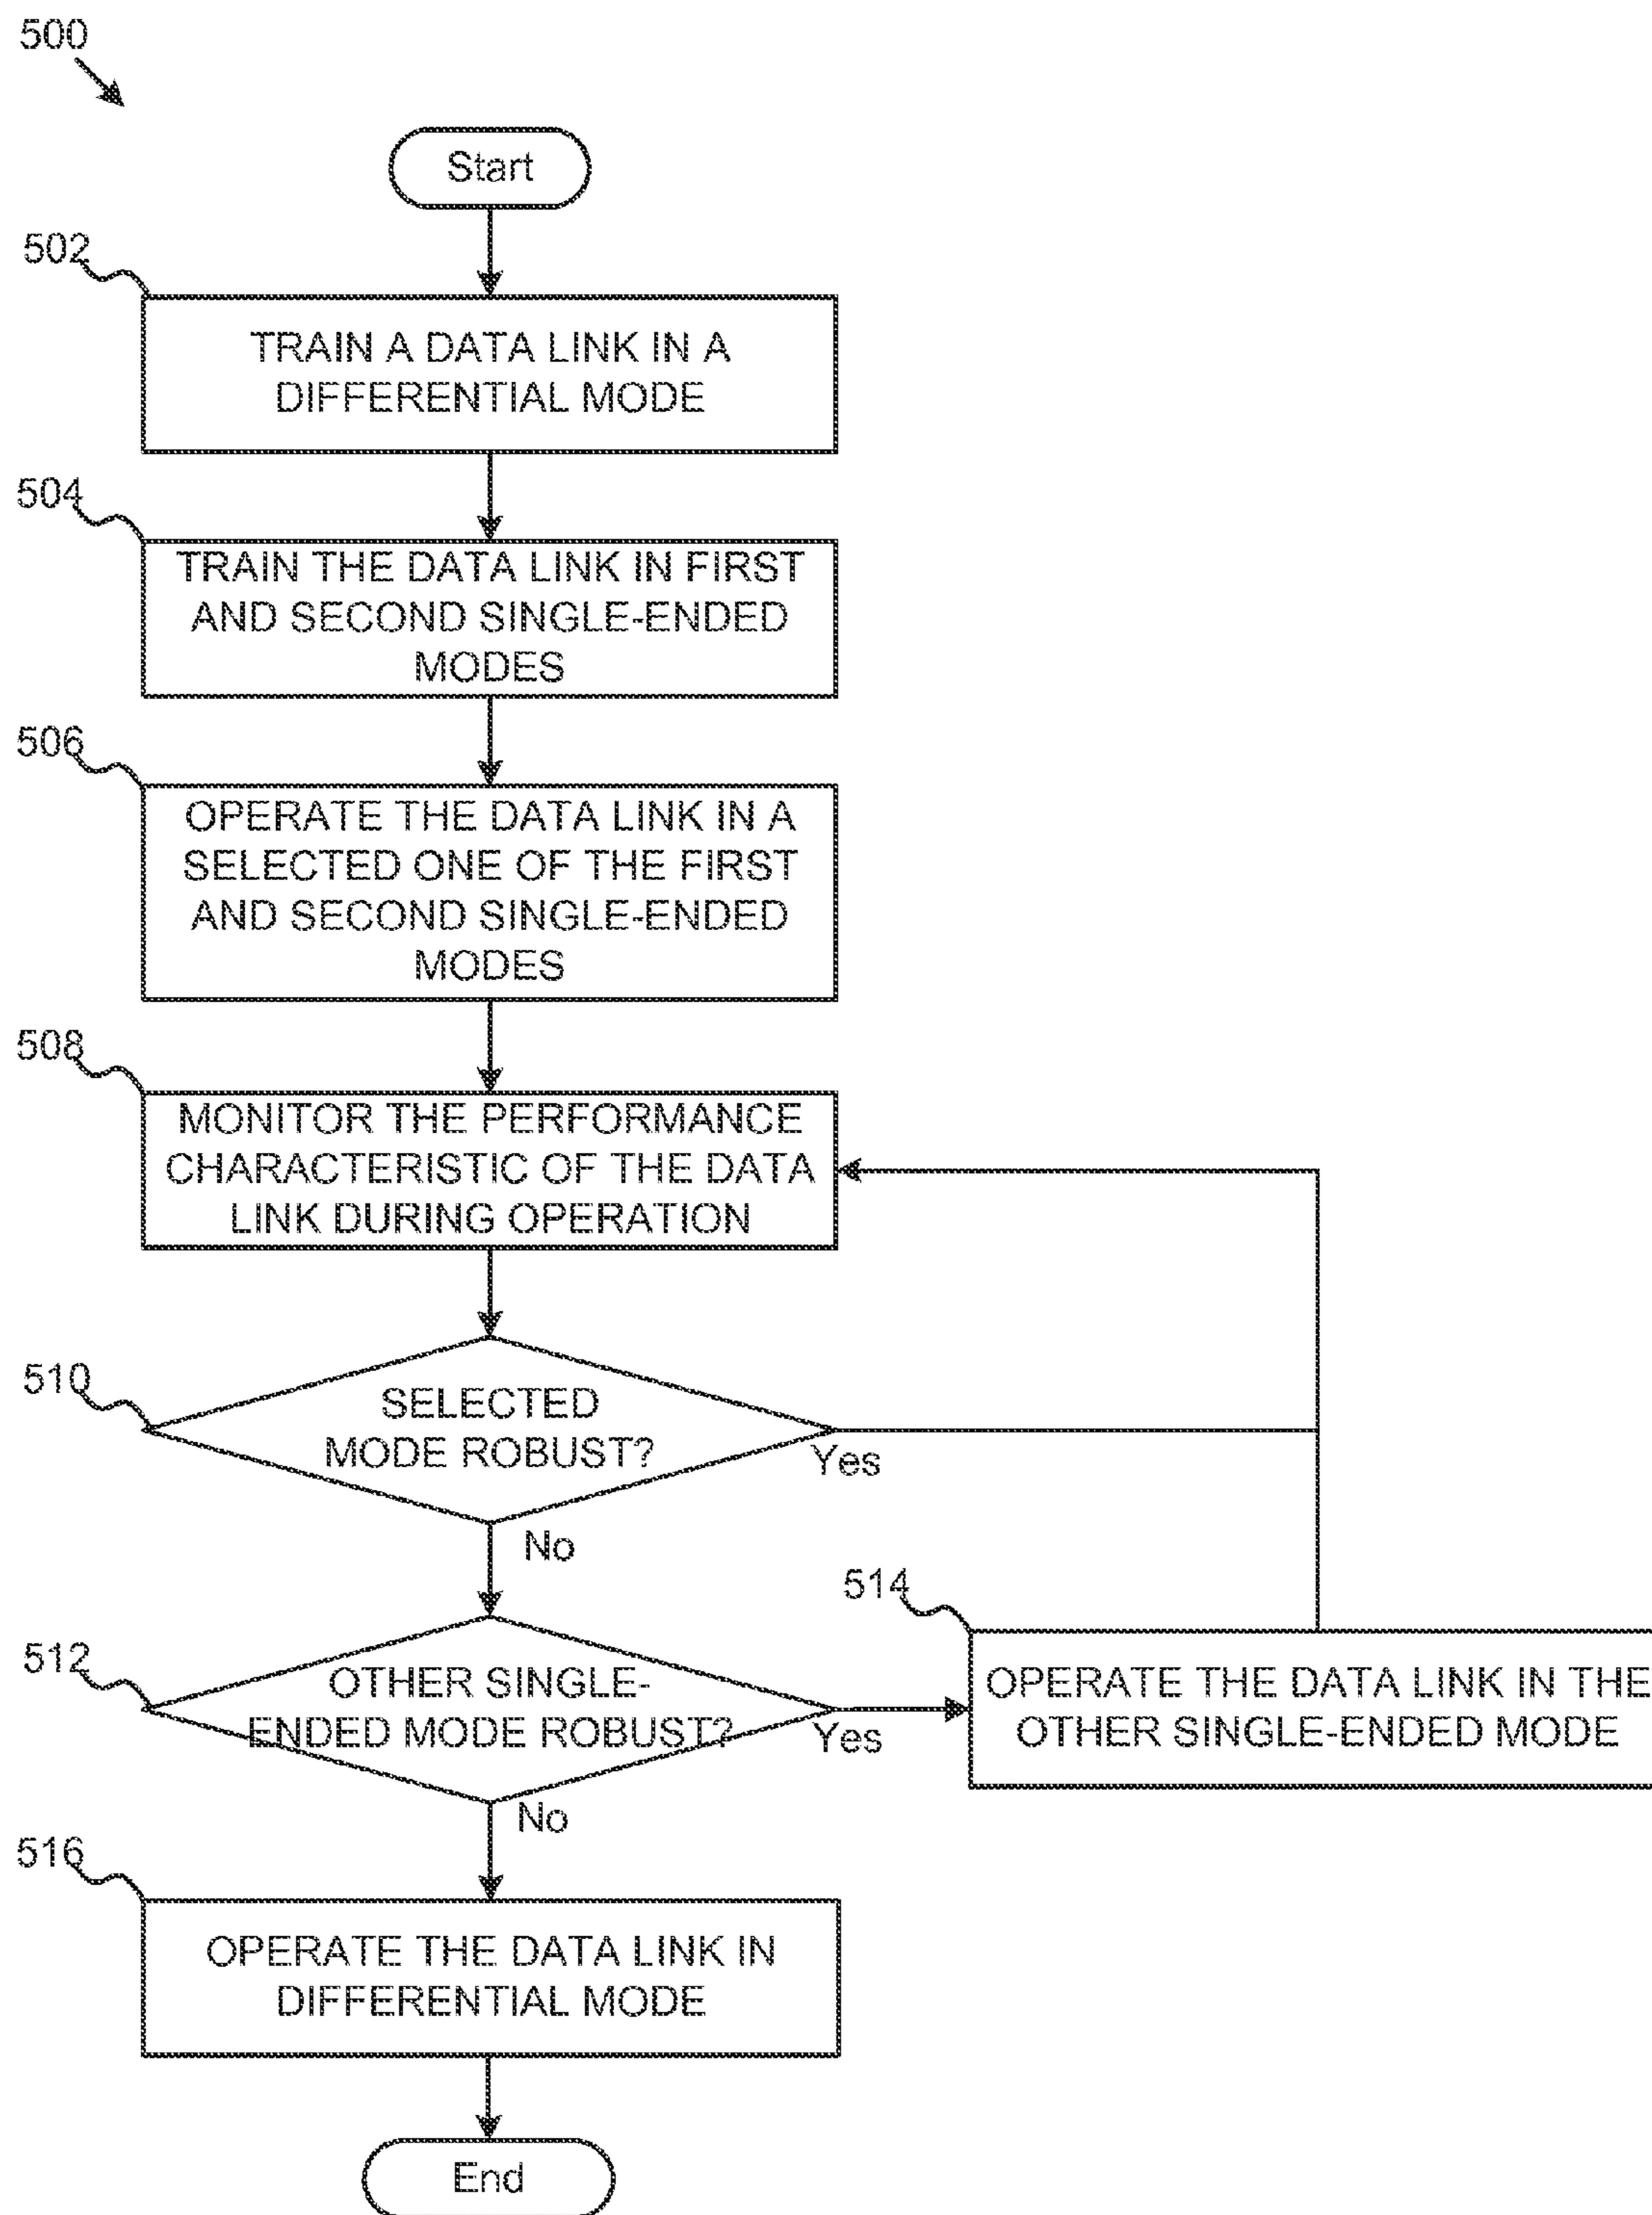 500
Start
502
TRAIN A DATA LINK IN A
DIFFERENTIAL MODE
504
TRAIN THE DATA LINK IN FIRST
AND SECOND SINGLE-ENDED
MODES
506
OPERATE THE DATA LINK IN A
SELECTED ONE OF THE FIRST
AND SECOND SINGLE-ENDED
MODES
508
MONITOR THE PERFORMANCE
CHARACTERISTIC OF THE DATA
LINK DURING OPERATION
510
SELECTED
MODE ROBUST?
Yes
No
512
OTHER SINGLE-
ENDED MODE ROBUST?
Yes
No
514
OPERATE THE DATA LINK IN THE
OTHER SINGLE-ENDED MODE
516
OPERATE THE DATA LINK IN
DIFFERENTIAL MODE
End